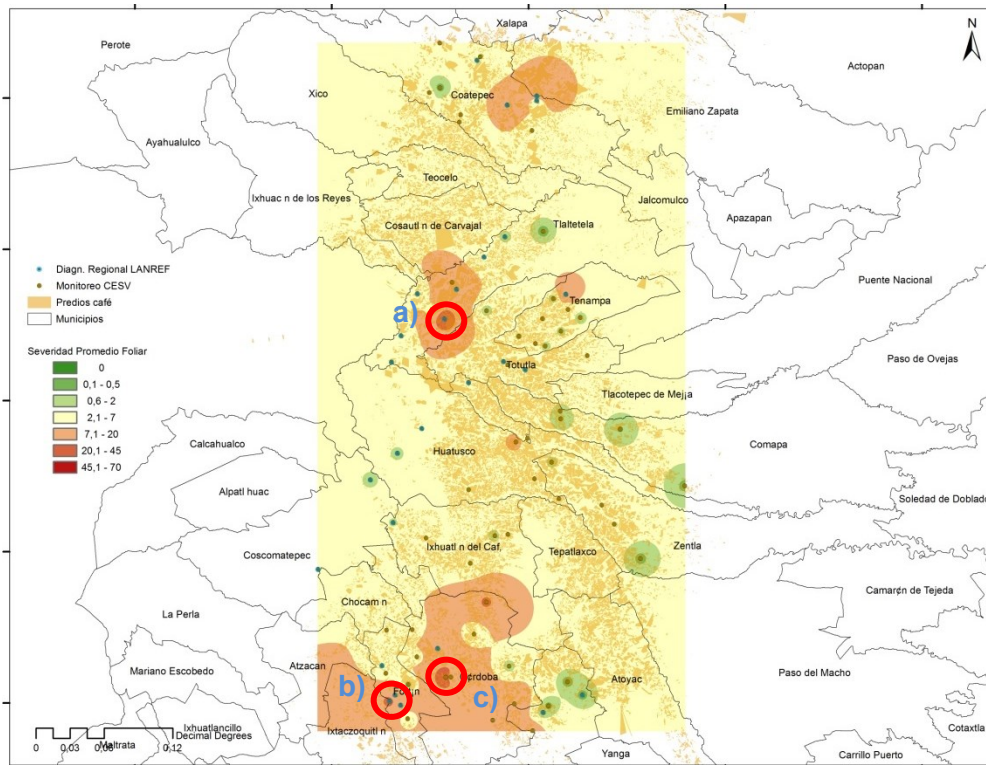 Xalapa
N
Perote
Actopan
Xico
Coatepec
Emiliano Zapata
Ayahualulco
Teocelo
Ixhuac n de los Reyes
Jalcomulco
Apazapan
Cosautl n de Carvajal
Tlaltetela
Diagn. Regional LANREF
Monitoreo CESV
Predios café
Municipios
Puente Nacional
Tenampa
a)
Severidad Promedio Foliar
0
0,1 - 0,5
0,6 - 2
2,1 - 7
7,1 - 20
20,1 - 45
45,1 - 70
Totutla
Paso de Ovejas
Tlacotepec de Mejja
Calcahualco
Huatusco
Comapa
Alpatl huac
Soledad de Doblado
Coscomatepec
Ixhuatl n del Caf,
Tepatlaxco
Zentla
Camar¢n de Tejeda
Chocam n
La Perla
Mariano Escobedo
Atzacan
Paso del Macho
b)
c)
C¢rdoba
Atoyac
Ixhuatlancillo
Ixtaczoquitl n
Cotaxtla
0 0,03 0,06 0,12
Decimal Degrees
Maltrata
Yanga
Carrillo Puerto